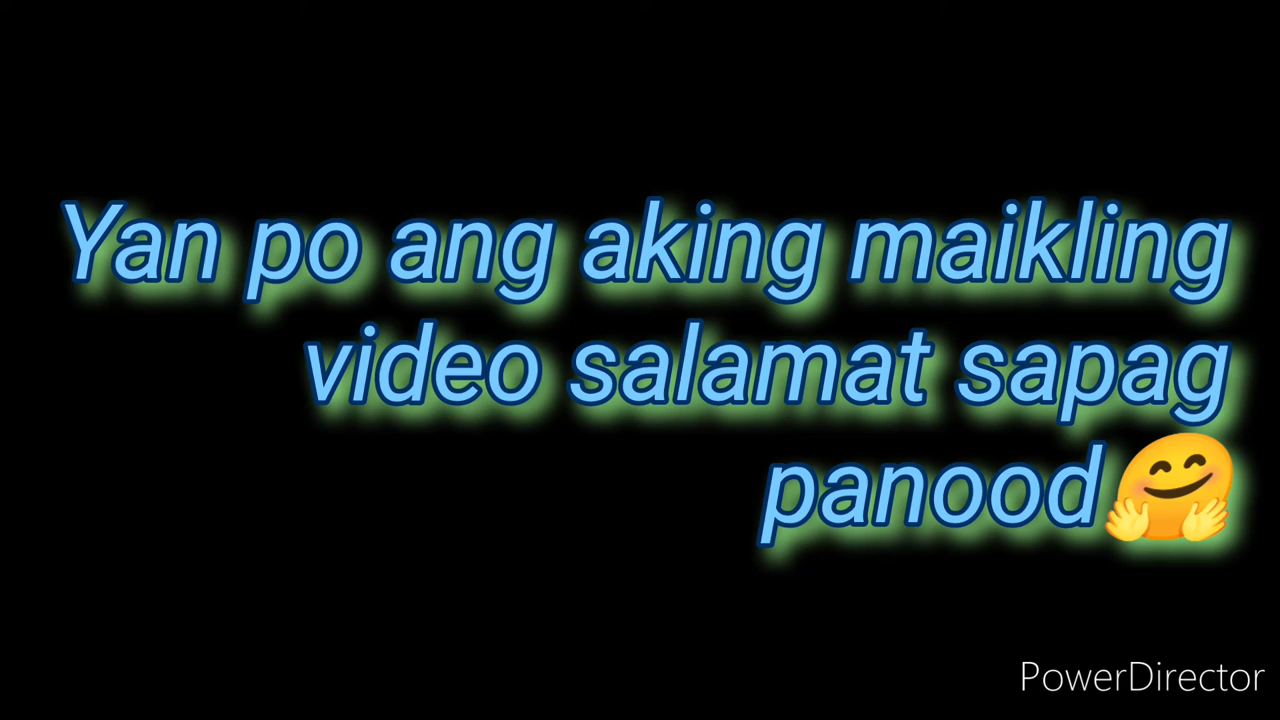 Yan po ang aking maikling
video salamat sapag
panood🤗
PowerDirector